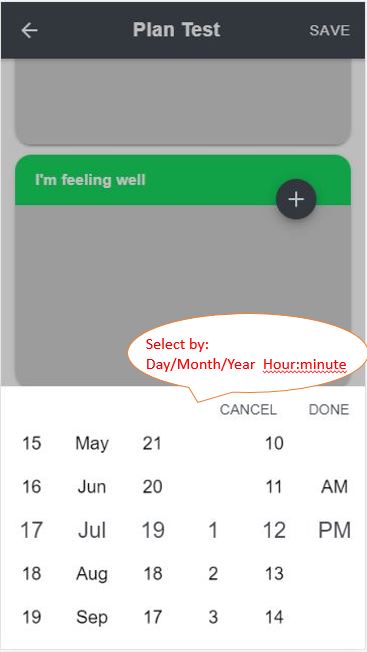 Plan Test SAVE
I'm feeling well
Select by:
Day/Month/Year Hour:minute
CANCEL DONE
15 May 21 10
16 Jun 20 11 AM
17 Jul 19 1 12 PM
18 Aug 18 2 13
19 Sep 17 3 14